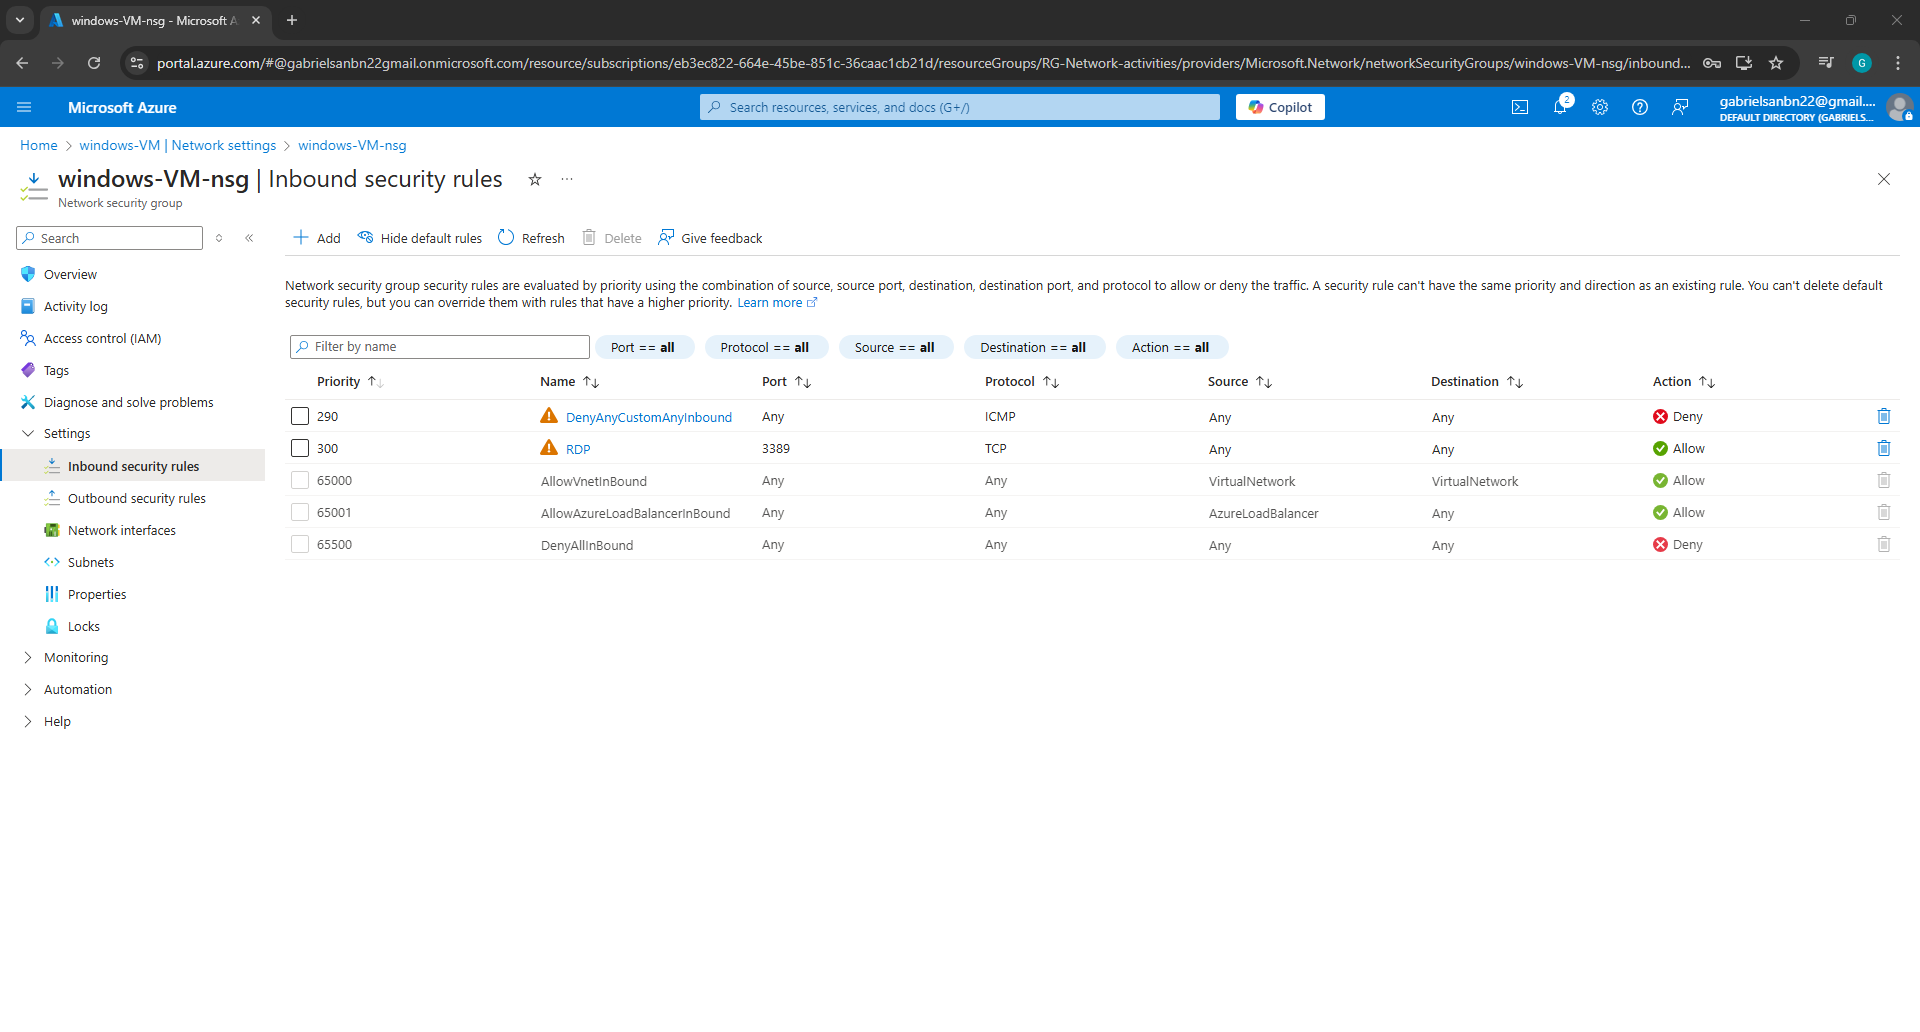 windows-VM-nsg - Microsoft A
portal.azure.com/#@gabrielsanbn22gmail.onmicrosoft.com/resource/subscriptions/eb3ec822-664e-45be-851c-36caac1cb21d/resourceGroups/RG-Network-activities/providers/Microsoft.Network/networkSecurityGroups/windows-VM-nsg/inbound...
G
Microsoft Azure
Search resources, services, and docs (G+/)
Copilot
2
gabrielsanbn22@gmail....
DEFAULT DIRECTORY (GABRIELS...
Home > windows-VM | Network settings > windows-VM-nsg
windows-VM-nsg | Inbound security rules
Network security group
Search
Add Hide default rules Refresh Delete Give feedback
Overview
Activity log
Access control (IAM)
Tags
Diagnose and solve problems
Settings
Inbound security rules
Outbound security rules
Network interfaces
Subnets
Properties
Locks
Monitoring
Automation
Help
Network security group security rules are evaluated by priority using the combination of source, source port, destination, destination port, and protocol to allow or deny the traffic. A security rule can't have the same priority and direction as an existing rule. You can't delete default
security rules, but you can override them with rules that have a higher priority. Learn more
Filter by name Port == all Protocol == all Source == all Destination == all Action == all
Priority Name Port Protocol Source Destination Action
290 DenyAnyCustomAnyInbound Any ICMP Any Any Deny
300 RDP 3389 TCP Any Any Allow
65000 AllowVnetInBound Any Any VirtualNetwork VirtualNetwork Allow
65001 AllowAzureLoadBalancerInBound Any Any AzureLoadBalancer Any Allow
65500 DenyAllInBound Any Any Any Any Deny